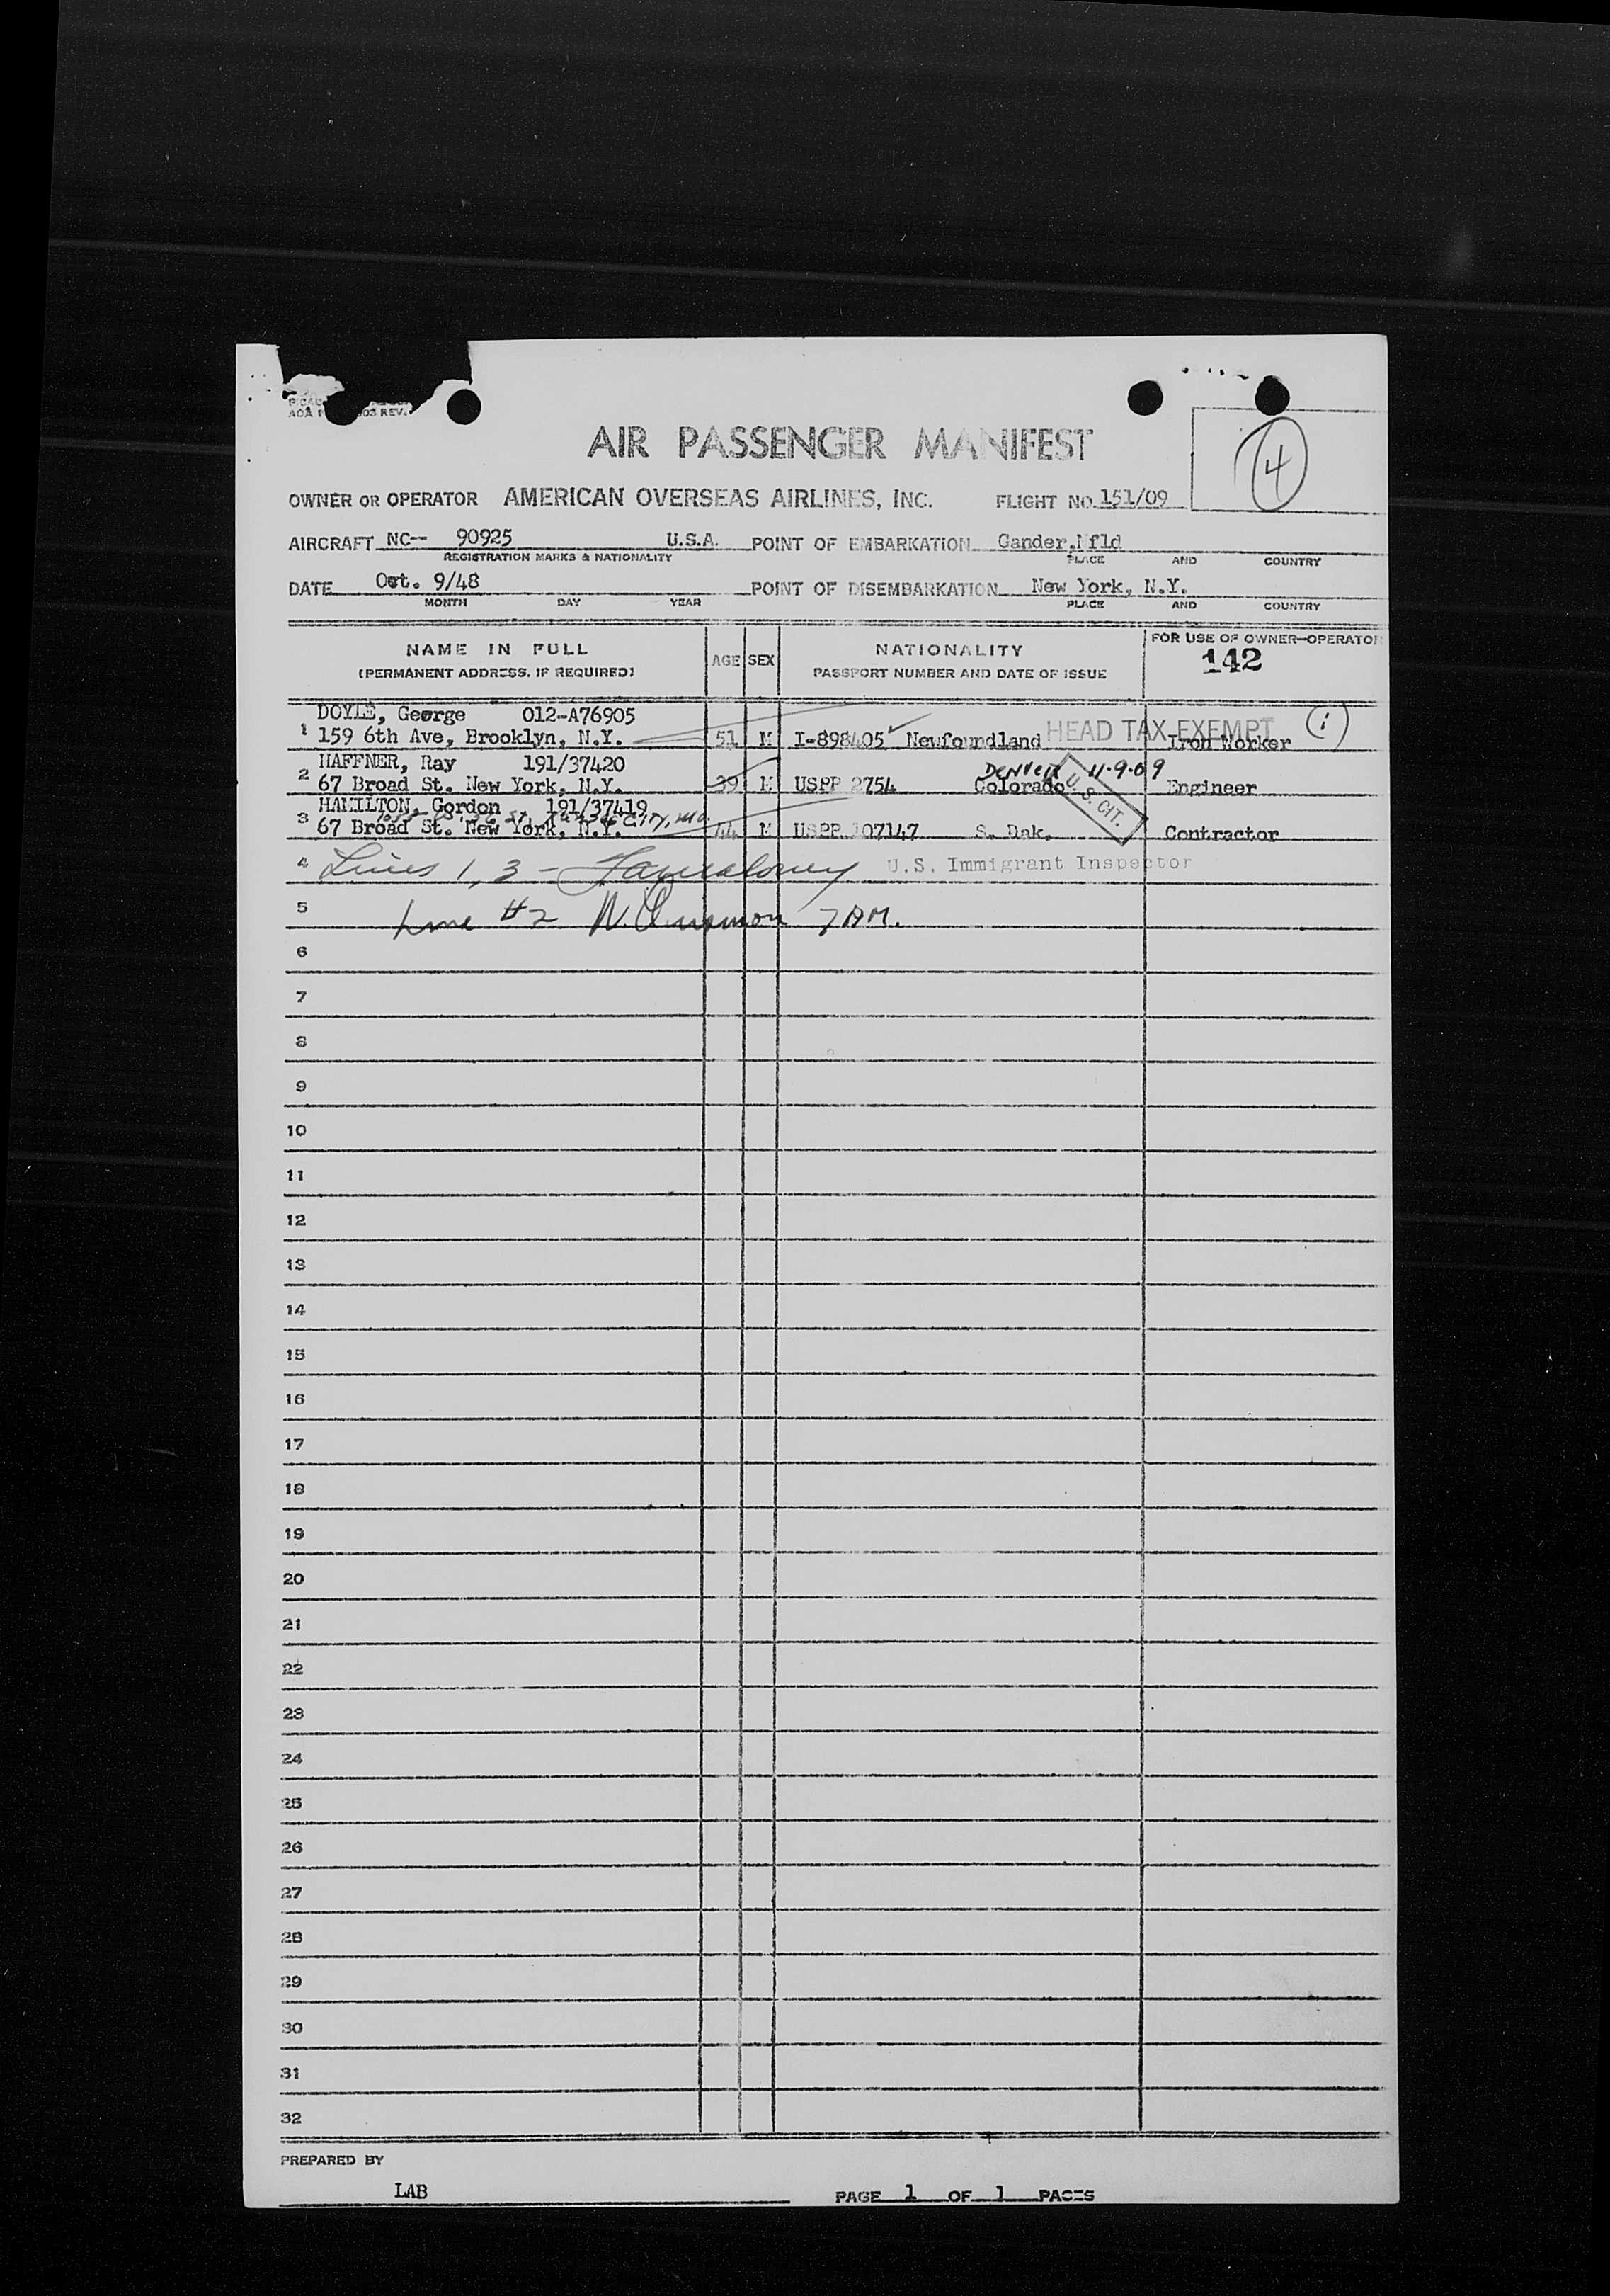 AIR PASSENGER MANIFEST
4
OWNER OR OPERATOR AMERICAN OVERSEAS AIRLINES, INC. FLIGHT NO. 151/09
AIRCRAFT NC-- 90925 U.S.A. POINT OF EMBARKATION Gander, Nfld
REGISTRATION MARKS & NATIONALITY PLACE AND COUNTRY
DATE Oct. 9/48 POINT OF DISEMBARKATION New York, N.Y.
MONTH DAY YEAR PLACE AND COUNTRY
NAME IN FULL
(PERMANENT ADDRESS, IF REQUIRED)
AGE SEX
NATIONALITY
PASSPORT NUMBER AND DATE OF ISSUE
FOR USE OF OWNER-OPERATOR
142
DOYLE, George 012-A76905
1 159 6th Ave, Brooklyn, N.Y. 51 M I-898405 Newfoundland HEAD TAX EXEMPT Iron Worker (1)
HAFFNER, Ray 191/37420 Denver 11-9-09
2 67 Broad St. New York, N.Y. 39 M USPP 2754 Colorado U.S. CIT. Engineer
HAMILTON, Gordon 191/37419
3 67 Broad St. New York, N.Y. 44 M USPP 107147 S. Dak. Contractor
4 Lines 1, 3 - U.S. Immigrant Inspector
5 Line #2 7 AM.
6
7
8
9
10
11
12
13
14
15
16
17
18
19
20
21
22
23
24
25
26
27
28
29
30
31
32
PREPARED BY
LAB
PAGE 1 OF 1 PAGES